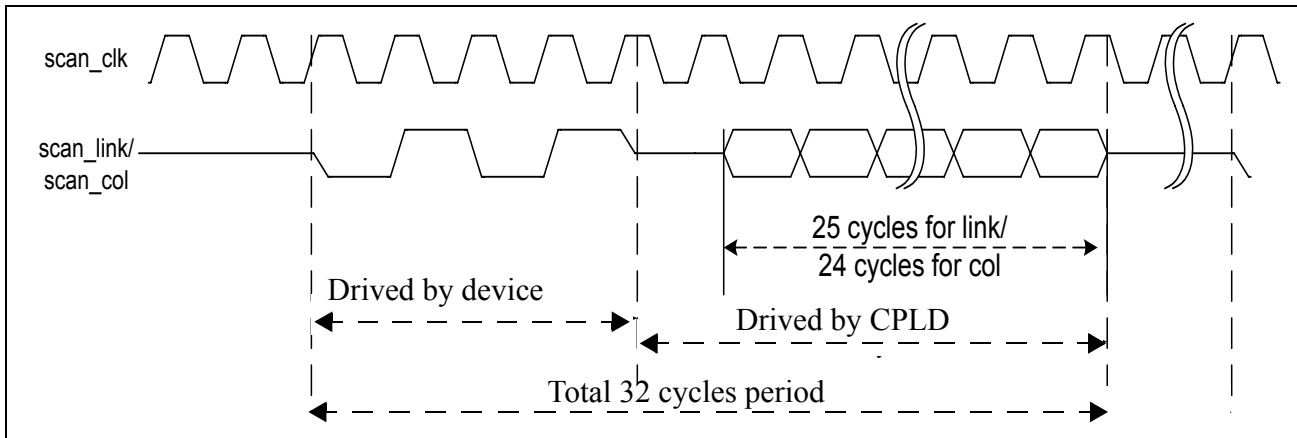 scan_clk
scan_link/
scan_col
25 cycles for link/
24 cycles for col
Drived by device
Drived by CPLD
Total 32 cycles period